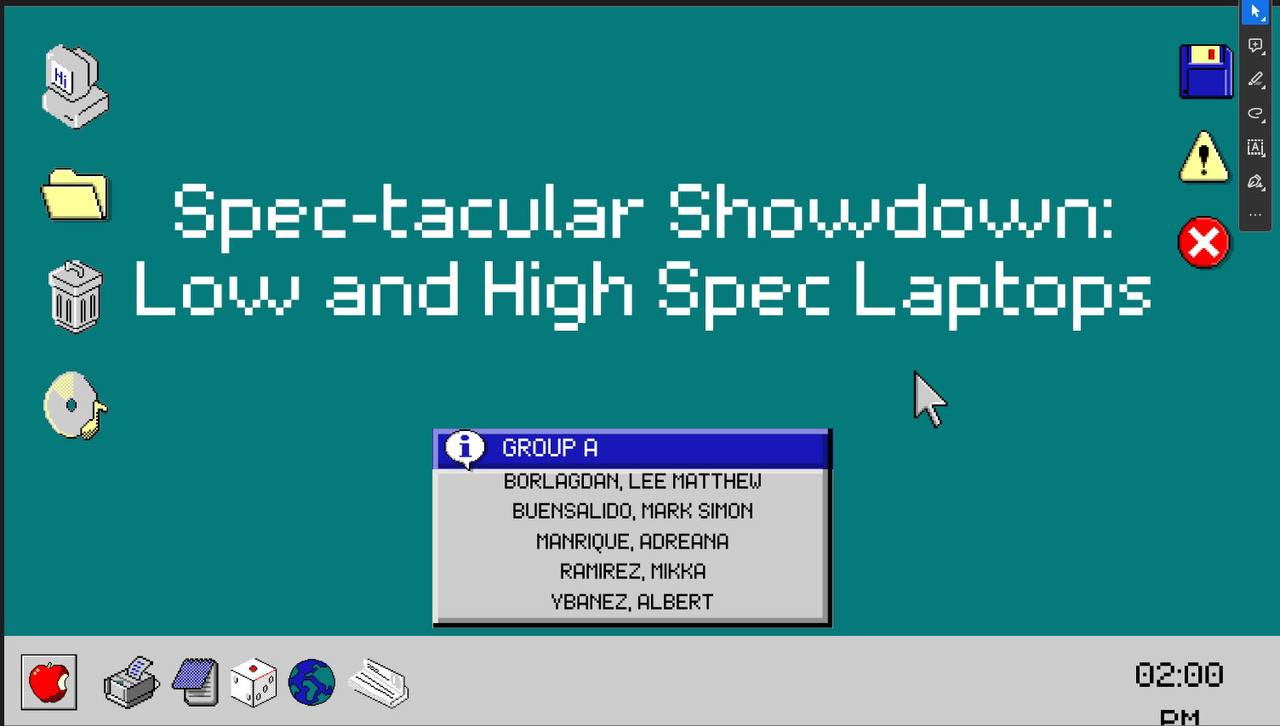 Hi
Spec-tacular Showdown:
Low and High Spec Laptops
i GROUP A
BORLAGDAN, LEE MATTHEW
BUENSALIDO, MARK SIMON
MANRIQUE, ADREANA
RAMIREZ, MIKKA
YBANEZ, ALBERT
02:00
PM